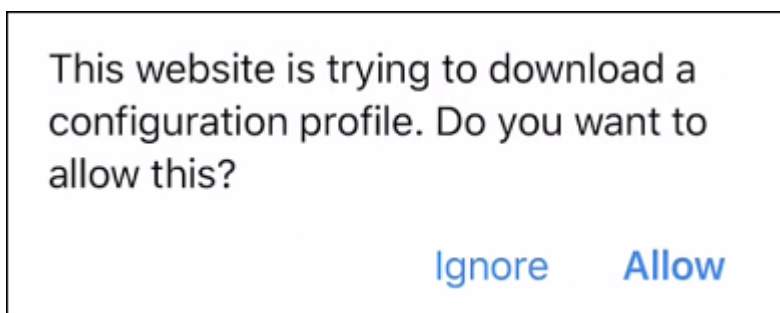 This website is trying to download a
configuration profile. Do you want to
allow this?
Ignore Allow